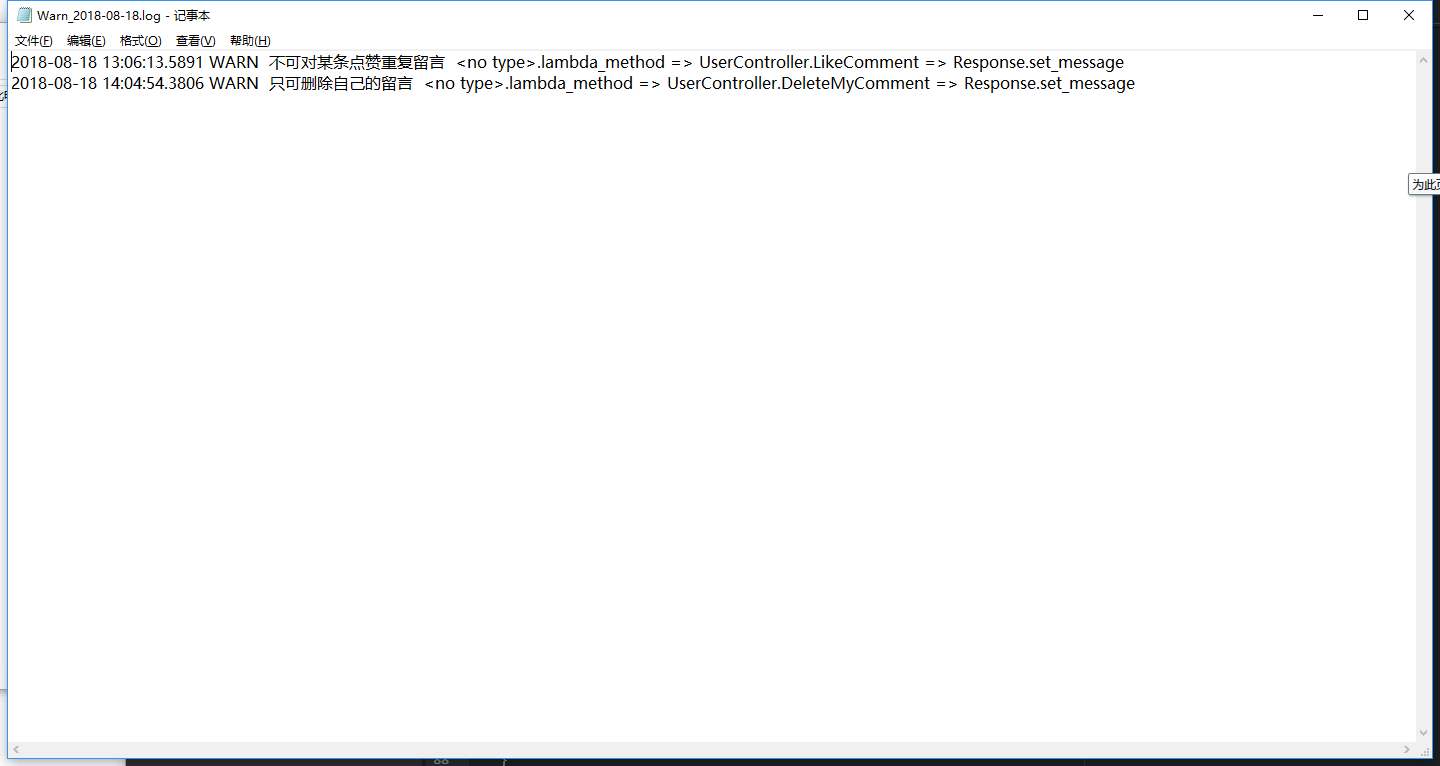 Warn_2018-08-18.log - 记事本
文件(F) 编辑(E) 格式(O) 查看(V) 帮助(H)
2018-08-18 13:06:13.5891 WARN 不可对某条点赞重复留言 <no type>.lambda_method => UserController.LikeComment => Response.set_message
2018-08-18 14:04:54.3806 WARN 只可删除自己的留言 <no type>.lambda_method => UserController.DeleteMyComment => Response.set_message
为此